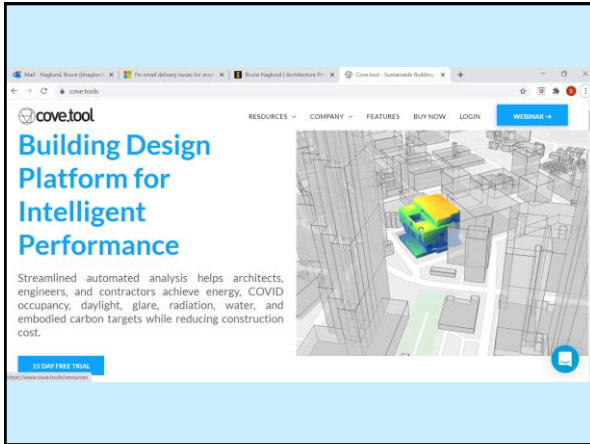 Mail - Haglund, Bruce (bhaglund
Fix email delivery issues for error
Bruce Haglund | Architecture Pro
Cove.tool - Sustainable Building
cove.tools
cove.tool
RESOURCES COMPANY FEATURES BUY NOW LOGIN WEBINAR →
Building Design
Platform for
Intelligent
Performance
Streamlined automated analysis helps architects,
engineers, and contractors achieve energy, COVID
occupancy, daylight, glare, radiation, water, and
embodied carbon targets while reducing construction
cost.
15 DAY FREE TRIAL
https://www.cove.tools/resources